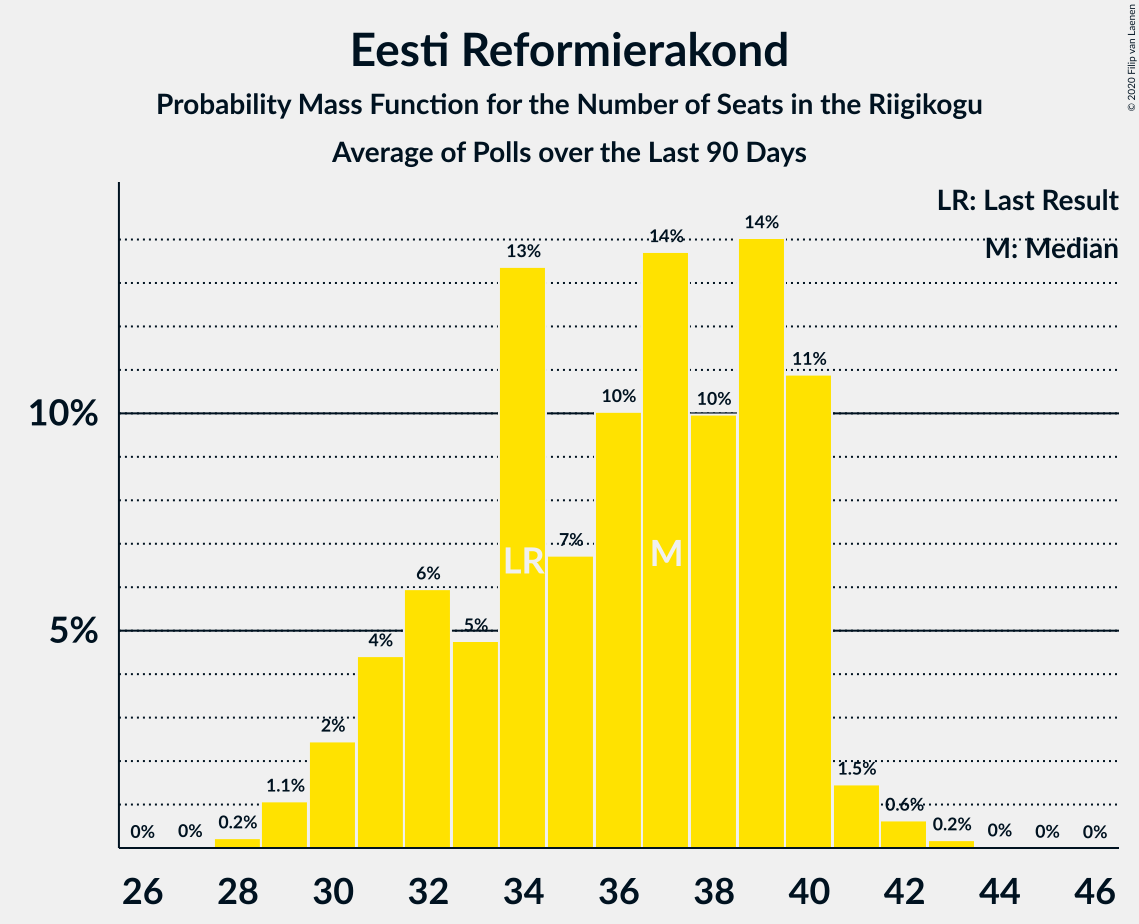 Eesti Reformierakond
Probability Mass Function for the Number of Seats in the Riigikogu
Average of Polls over the Last 90 Days
© 2020 Filip van Laenen
LR: Last Result
M: Median
10%
5%
0%
0%
0.2%
1.1%
2%
4%
6%
5%
13%
7%
10%
14%
10%
14%
11%
1.5%
0.6%
0.2%
0%
0%
0%
LR
M
26 28 30 32 34 36 38 40 42 44 46